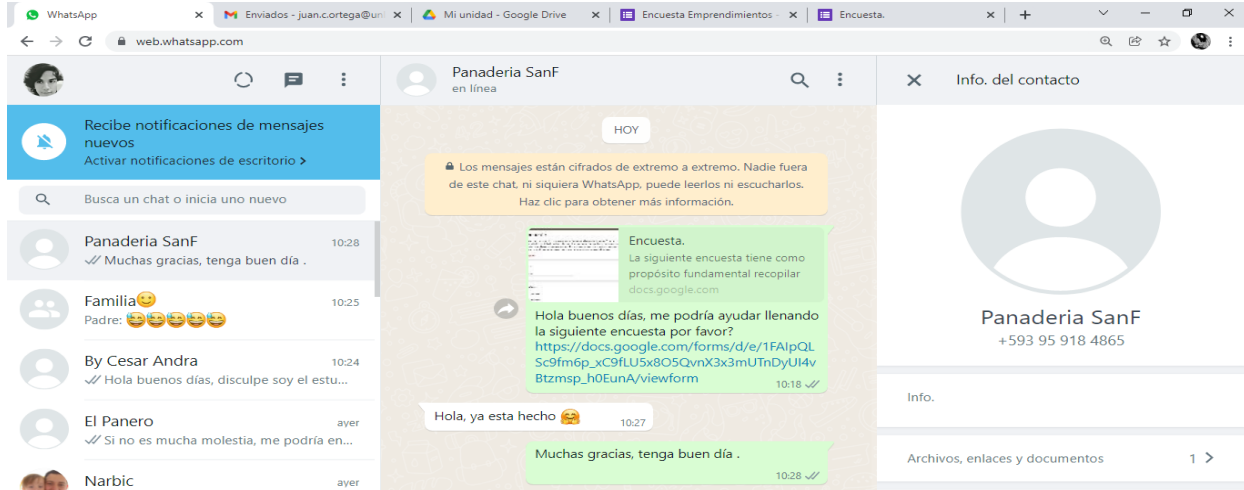 WhatsApp
Enviados - juan.c.ortega@uni
Mi unidad - Google Drive
Encuesta Emprendimientos -
Encuesta.
web.whatsapp.com
Recibe notificaciones de mensajes
nuevos
Activar notificaciones de escritorio >
Busca un chat o inicia uno nuevo
Panaderia SanF
10:28
Muchas gracias, tenga buen día .
Familia🙂
10:25
Padre: 😅😅😅😅😅
By Cesar Andra
10:24
Hola buenos días, disculpe soy el estu...
El Panero
ayer
Si no es mucha molestia, me podría en...
Narbic
ayer
Panaderia SanF
en línea
HOY
Los mensajes están cifrados de extremo a extremo. Nadie fuera
de este chat, ni siquiera WhatsApp, puede leerlos ni escucharlos.
Haz clic para obtener más información.
Encuesta.
La siguiente encuesta tiene como
propósito fundamental recopilar
docs.google.com
Hola buenos días, me podría ayudar llenando
la siguiente encuesta por favor?
https://docs.google.com/forms/d/e/1FAIpQL
Sc9fm6p_xC9fLU5x8O5QvnX3x3mUTnDyUI4v
Btzmsp_h0EunA/viewform
10:18
Hola, ya esta hecho 🤗
10:27
Muchas gracias, tenga buen día .
10:28
Info. del contacto
Panaderia SanF
+593 95 918 4865
Info.
Archivos, enlaces y documentos
1 >